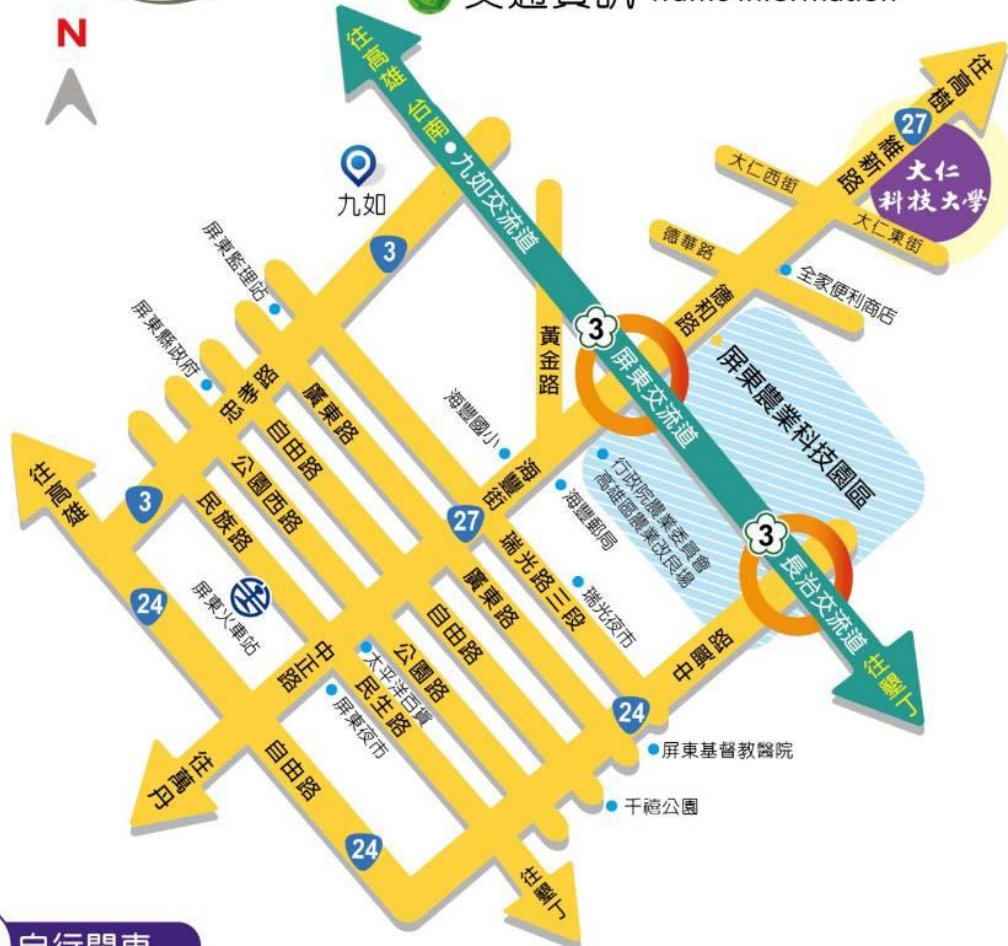 交通資訊 Traffic Information
N
往高雄
台南
九如交流道
九如
3
往高樹
27
維新路
大仁
科技大學
大仁西街
大仁東街
德華路
全家便利商店
德和路
屏東監理站
屏東縣政府
黃金路
3
屏東交流道
屏東農業科技園區
忠孝路
廣東路
自由路
公園西路
民族路
海豐國小
海豐街
27
海豐郵局
行政院農業委員會
高雄區農業改良場
往高雄
3
24
屏東火車站
中正路
瑞光路三段
瑞光夜市
廣東路
自由路
公園路
民生路
太平洋百貨
屏東夜市
3
長治交流道
往墾丁
中興路
24
屏東基督教醫院
千禧公園
往萬丹
自由路
24
往墾丁
自行開車